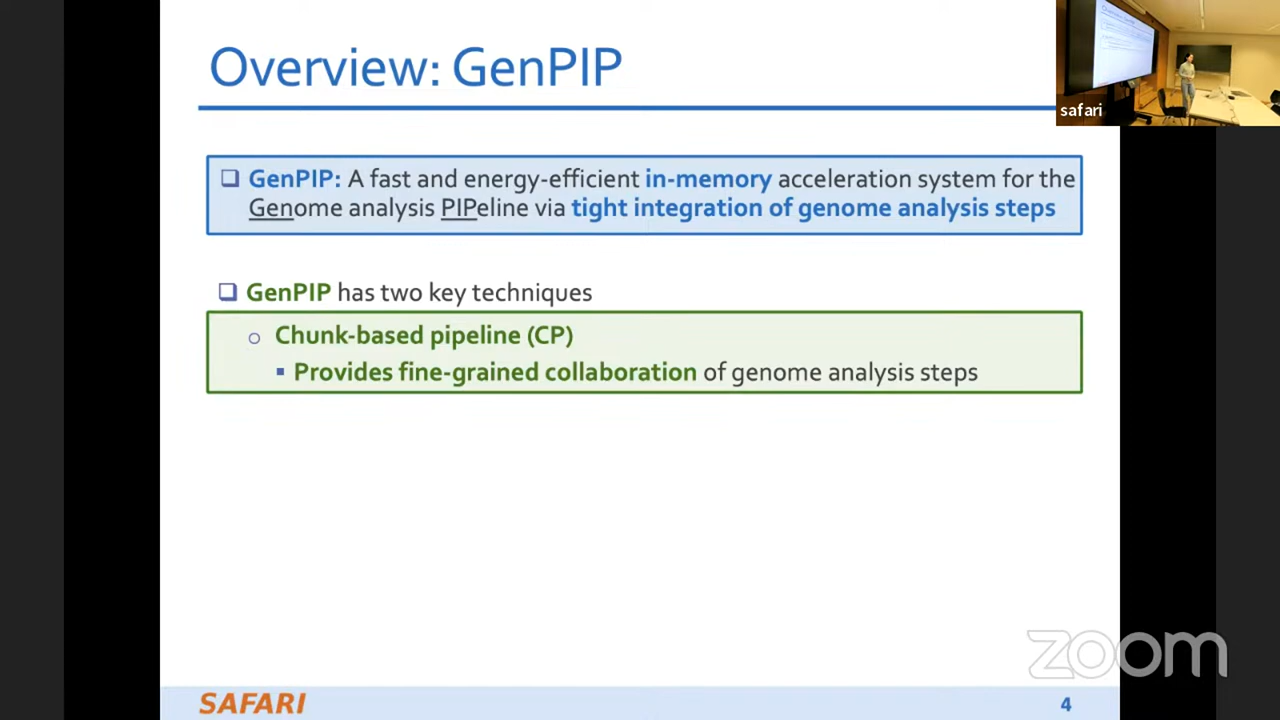 Overview: GenPIP
safari
❑ GenPIP: A fast and energy-efficient in-memory acceleration system for the
Genome analysis PIPeline via tight integration of genome analysis steps
❑ GenPIP has two key techniques
○ Chunk-based pipeline (CP)
▪ Provides fine-grained collaboration of genome analysis steps
zoom
SAFARI
4